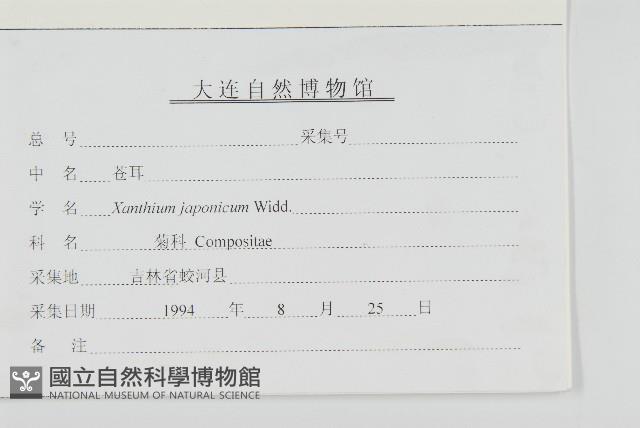 大连自然博物馆
总 号 采集号
中 名 苍耳
学 名 Xanthium japonicum Widd.
科 名 菊科 Compositae
采集地 吉林省蛟河县
采集日期 1994 年 8 月 25 日
备 注
國立自然科學博物館
NATIONAL MUSEUM OF NATURAL SCIENCE